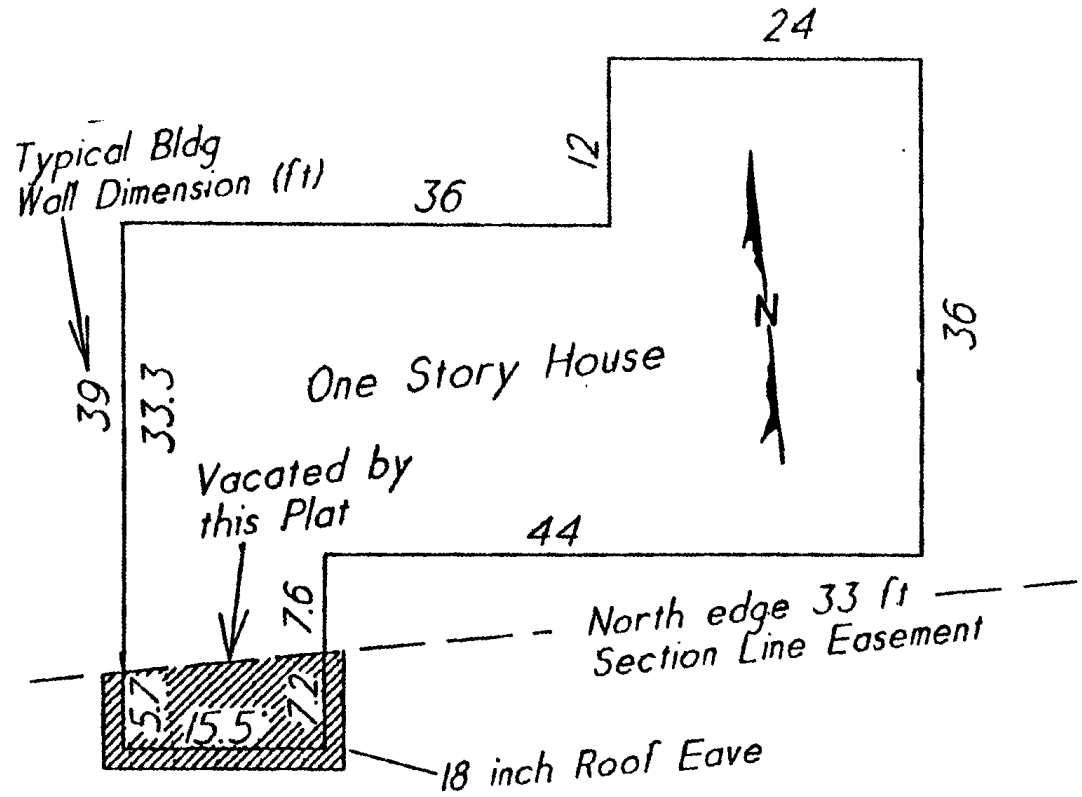 24
12
Typical Bldg
Wall Dimension (ft)
36
N
36
One Story House
39
33.3
Vacated by
this Plat
44
7.6
North edge 33 ft
Section Line Easement
5.7
15.5'
7.2
18 inch Roof Eave